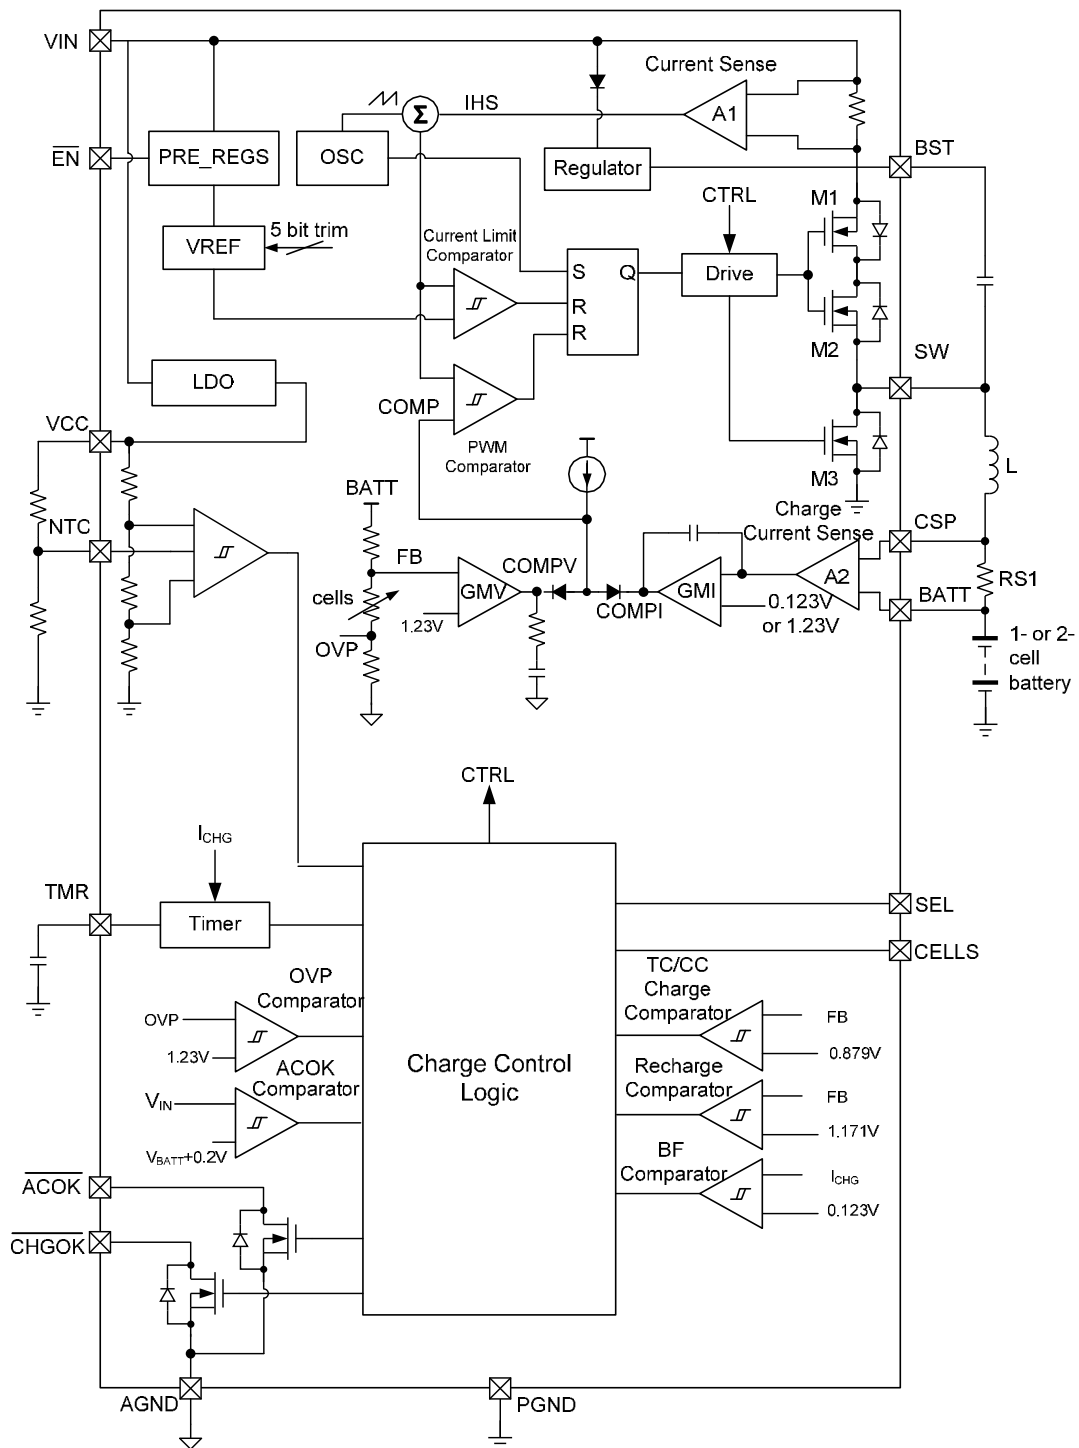 VIN
Current Sense
IHS
Σ
A1
EN
PRE_REGS
OSC
Regulator
BST
CTRL
M1
5 bit trim
VREF
Current Limit
Comparator
S
Q
R
R
Drive
M2
SW
LDO
COMP
VCC
PWM
Comparator
M3
L
BATT
Charge
Current Sense
NTC
CSP
FB
COMPV
GMV
GMI
A2
RS1
cells
COMPI
0.123V
or 1.23V
BATT
1.23V
OVP
1- or 2-
cell
battery
CTRL
ICHG
TMR
Timer
SEL
CELLS
OVP
Comparator
TC/CC
Charge
Comparator
OVP
FB
1.23V
0.879V
Charge Control
Logic
ACOK
Comparator
Recharge
Comparator
VIN
FB
VBATT+0.2V
1.171V
BF
Comparator
ICHG
0.123V
ACOK
CHGOK
AGND
PGND